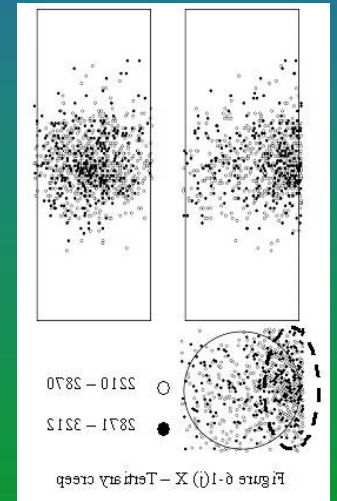 2210 – 2870
2871 – 3212
Figure 6-1(j) X – Tertiary creep